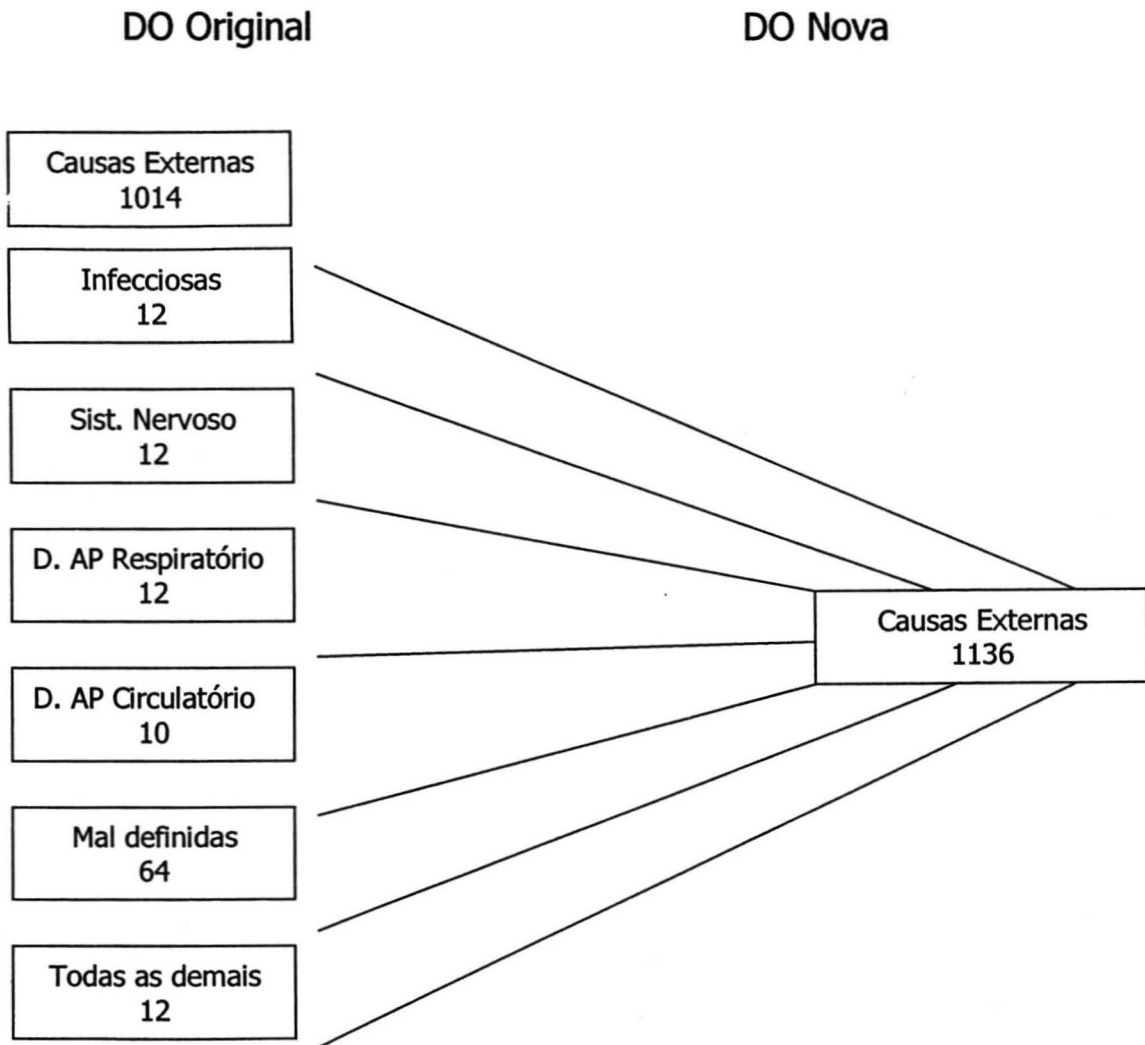 DO Original
DO Nova
Causas Externas
1014
Infecciosas
12
Sist. Nervoso
12
D. AP Respiratório
12
D. AP Circulatório
10
Mal definidas
64
Todas as demais
12
Causas Externas
1136